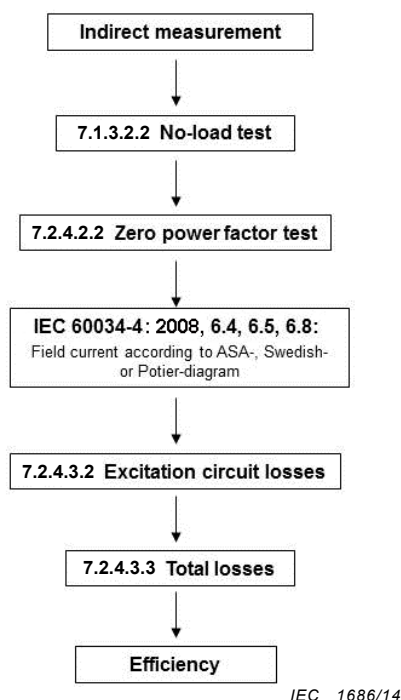 Indirect measurement
7.1.3.2.2 No-load test
7.2.4.2.2 Zero power factor test
IEC 60034-4: 2008, 6.4, 6.5, 6.8:
Field current according to ASA-, Swedish-
or Potier-diagram
7.2.4.3.2 Excitation circuit losses
7.2.4.3.3 Total losses
Efficiency
IEC 1686/14